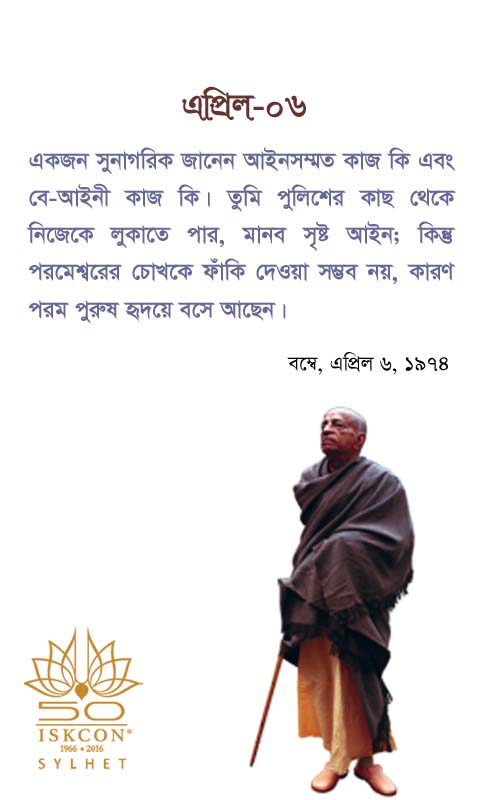 এপ্রিল-০৬
একজন সুনাগরিক জানেন আইনসম্মত কাজ কি এবং
বে-আইনী কাজ কি। তুমি পুলিশের কাছ থেকে
নিজেকে লুকাতে পার, মানব সৃষ্ট আইন; কিন্তু
পরমেশ্বরের চোখকে ফাঁকি দেওয়া সম্ভব নয়, কারণ
পরম পুরুষ হৃদয়ে বসে আছেন।
বম্বে, এপ্রিল ৬, ১৯৭৪
50
ISKCON®
1966 • 2016
SYLHET